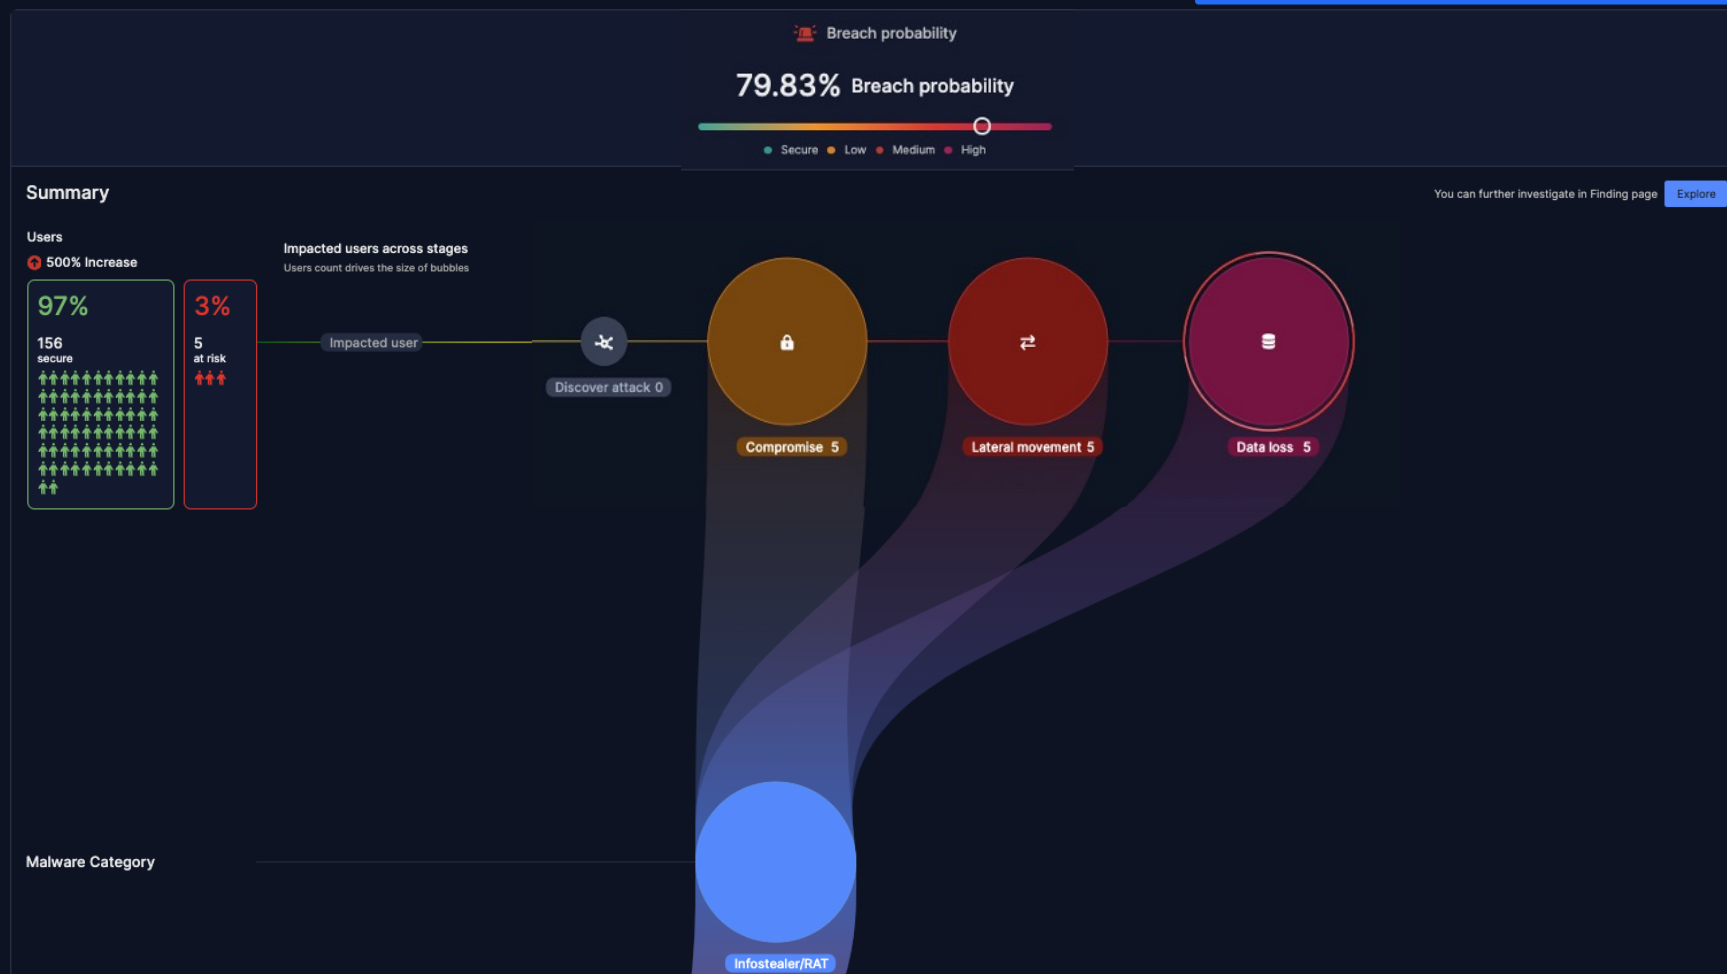 Breach probability
79.83% Breach probability
Secure Low Medium High
Summary
You can further investigate in Finding page Explore
Users
500% Increase
97%
156
secure
3%
5
at risk
Impacted users across stages
Users count drives the size of bubbles
Impacted user
Discover attack 0
Compromise 5
Lateral movement 5
Data loss 5
Malware Category
Infostealer/RAT